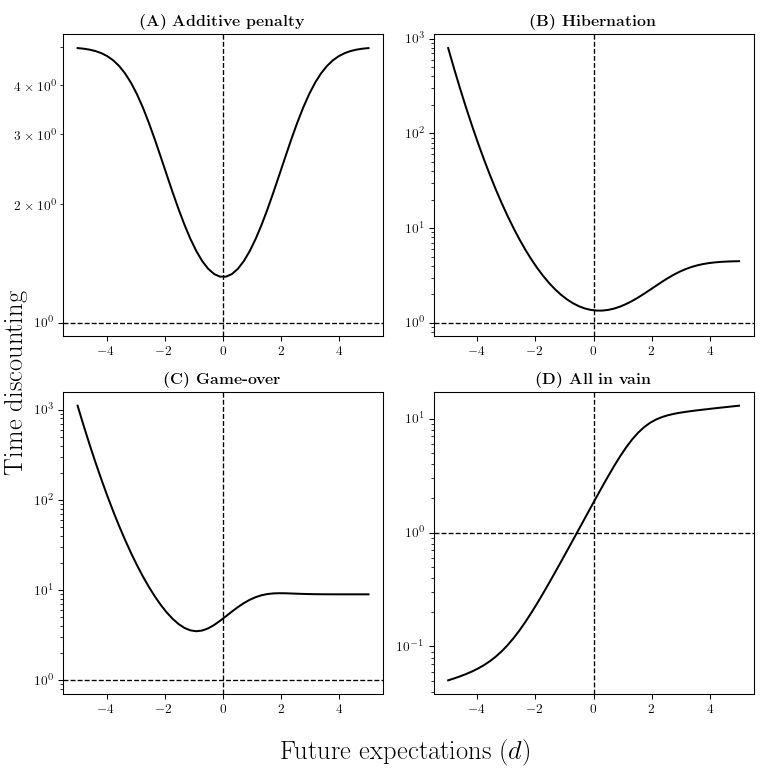 (A) Additive penalty
4 × 10⁰
3 × 10⁰
2 × 10⁰
10⁰
−4 −2 0 2 4
(B) Hibernation
10³
10²
10¹
10⁰
−4 −2 0 2 4
Time discounting
(C) Game-over
10³
10²
10¹
10⁰
−4 −2 0 2 4
(D) All in vain
10¹
10⁰
10⁻¹
−4 −2 0 2 4
Future expectations (d)